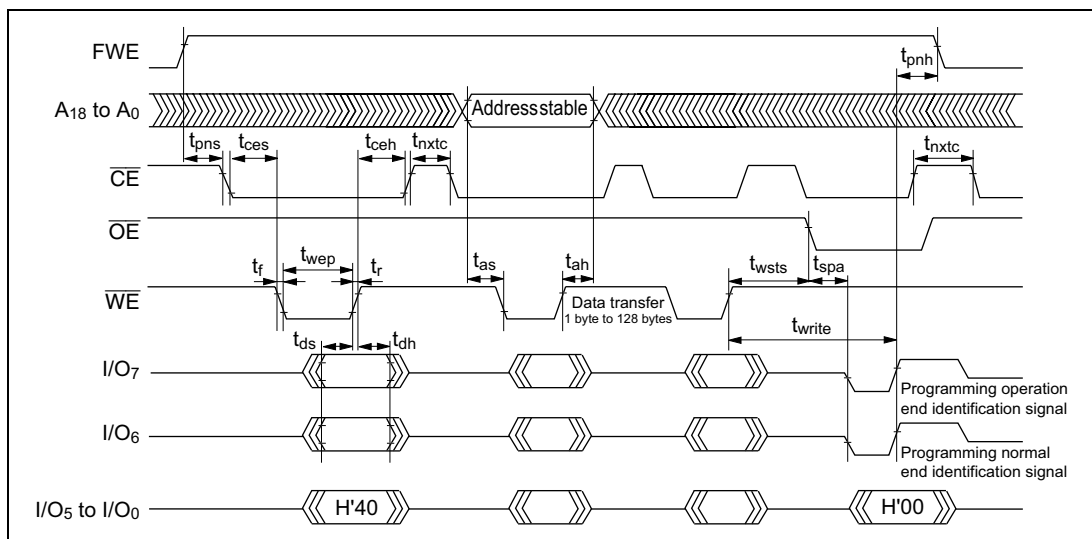 FWE
tpnh
A18 to A0
Addressstable
tpns
tces
tceh
tnxtc
tnxtc
CE
OE
tf
twep
tr
tas
tah
twsts
tspa
WE
Data transfer
1 byte to 128 bytes
twrite
tds
tdh
I/O7
Programming operation
end identification signal
I/O6
Programming normal
end identification signal
I/O5 to I/O0
H'40
H'00